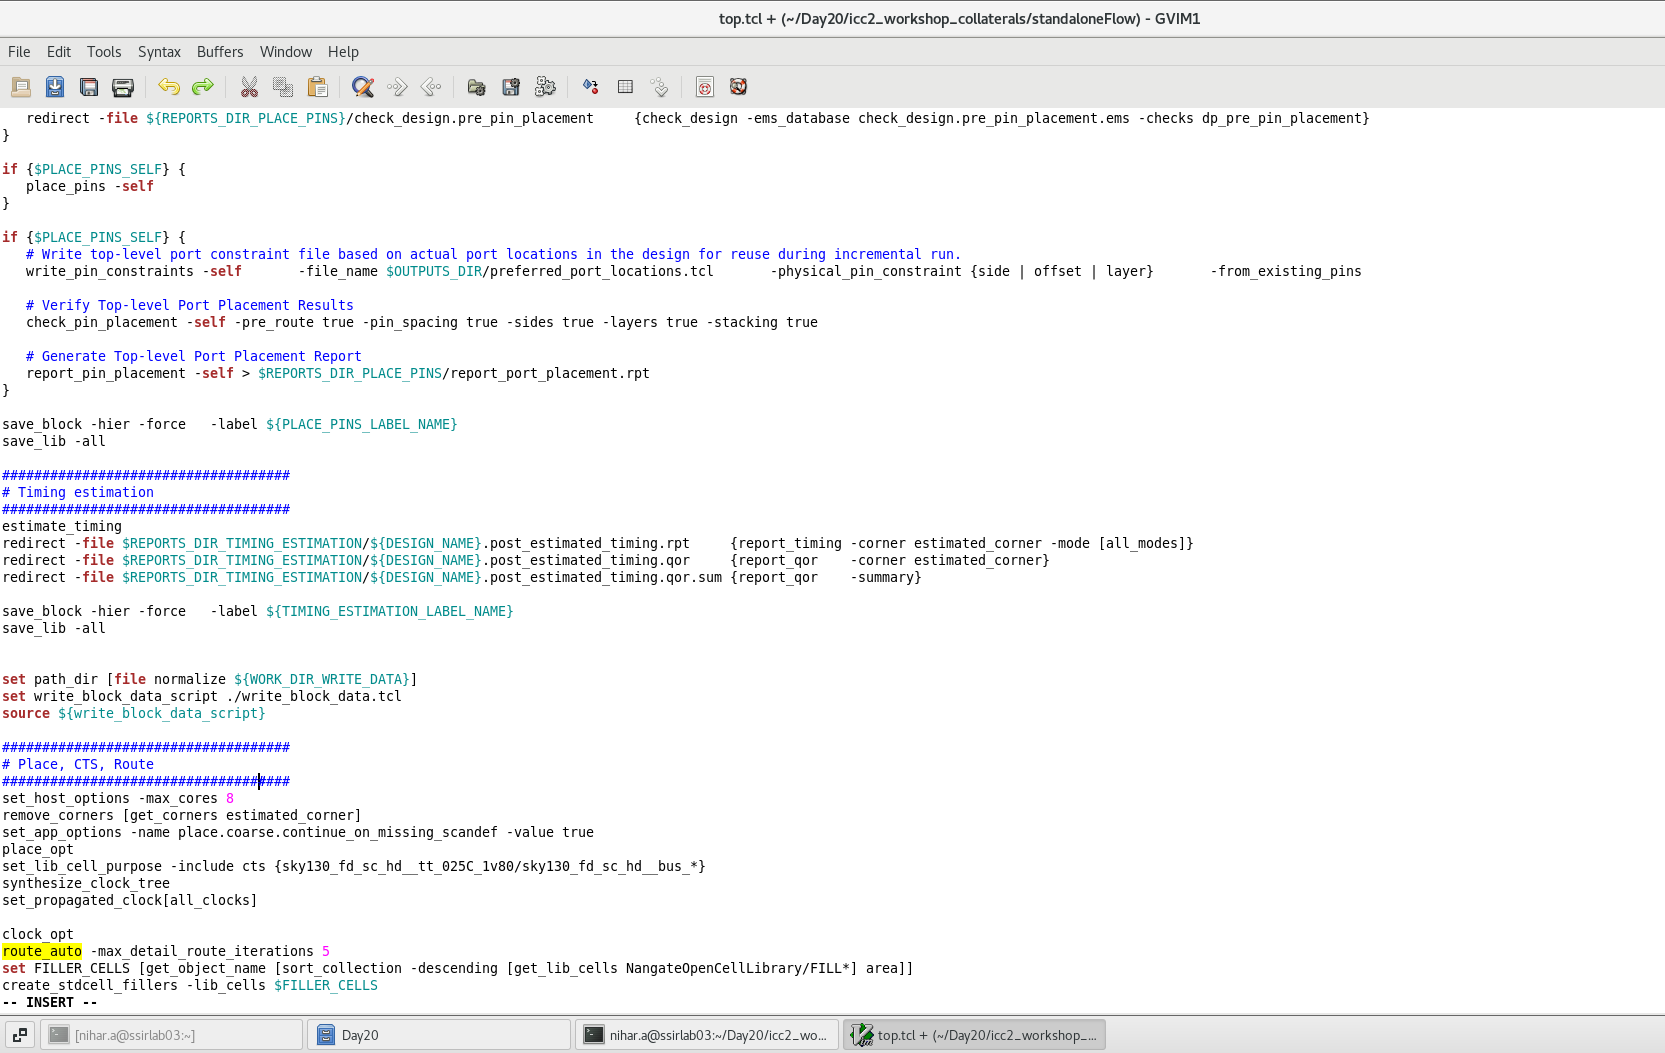 top.tcl + (~/Day20/icc2_workshop_collaterals/standaloneFlow) - GVIM1
File Edit Tools Syntax Buffers Window Help
redirect -file ${REPORTS_DIR_PLACE_PINS}/check_design.pre_pin_placement {check_design -ems_database check_design.pre_pin_placement.ems -checks dp_pre_pin_placement}
}
if {$PLACE_PINS_SELF} {
place_pins -self
}
if {$PLACE_PINS_SELF} {
# Write top-level port constraint file based on actual port locations in the design for reuse during incremental run.
write_pin_constraints -self -file_name $OUTPUTS_DIR/preferred_port_locations.tcl -physical_pin_constraint {side | offset | layer} -from_existing_pins
# Verify Top-level Port Placement Results
check_pin_placement -self -pre_route true -pin_spacing true -sides true -layers true -stacking true
# Generate Top-level Port Placement Report
report_pin_placement -self > $REPORTS_DIR_PLACE_PINS/report_port_placement.rpt
}
save_block -hier -force -label ${PLACE_PINS_LABEL_NAME}
save_lib -all
####################################
# Timing estimation
####################################
estimate_timing
redirect -file $REPORTS_DIR_TIMING_ESTIMATION/${DESIGN_NAME}.post_estimated_timing.rpt {report_timing -corner estimated_corner -mode [all_modes]}
redirect -file $REPORTS_DIR_TIMING_ESTIMATION/${DESIGN_NAME}.post_estimated_timing.qor {report_qor -corner estimated_corner}
redirect -file $REPORTS_DIR_TIMING_ESTIMATION/${DESIGN_NAME}.post_estimated_timing.qor.sum {report_qor -summary}
save_block -hier -force -label ${TIMING_ESTIMATION_LABEL_NAME}
save_lib -all
set path_dir [file normalize ${WORK_DIR_WRITE_DATA}]
set write_block_data_script ./write_block_data.tcl
source ${write_block_data_script}
####################################
# Place, CTS, Route
####################################
set_host_options -max_cores 8
remove_corners [get_corners estimated_corner]
set_app_options -name place.coarse.continue_on_missing_scandef -value true
place_opt
set_lib_cell_purpose -include cts {sky130_fd_sc_hd__tt_025C_1v80/sky130_fd_sc_hd__bus_*}
synthesize_clock_tree
set_propagated_clock[all_clocks]
clock_opt
route_auto -max_detail_route_iterations 5
set FILLER_CELLS [get_object_name [sort_collection -descending [get_lib_cells NangateOpenCellLibrary/FILL*] area]]
create_stdcell_fillers -lib_cells $FILLER_CELLS
-- INSERT --
[nihar.a@ssirlab03:~] Day20 nihar.a@ssirlab03:~/Day20/icc2_wo... top.tcl + (~/Day20/icc2_workshop_-...